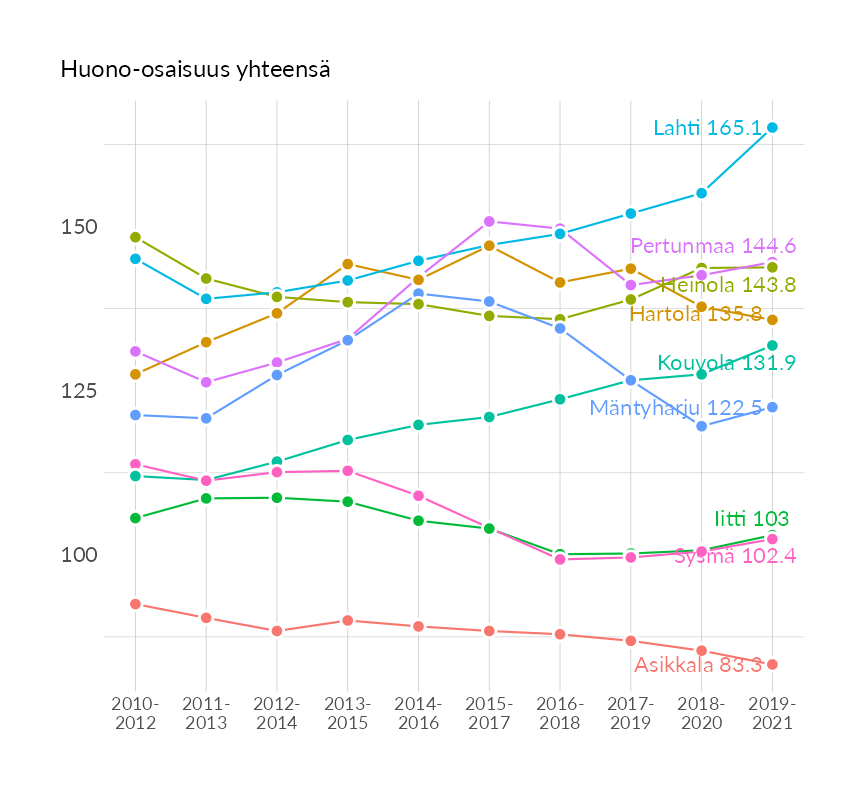 Huono-osaisuus yhteensä
Lahti 165.1
150
Pertunmaa 144.6
Heinola 143.8
Hartola 135.8
Kouvola 131.9
125
Mäntyharju 122.5
Iitti 103
100
Sysmä 102.4
Asikkala 83.3
2010- 2011- 2012- 2013- 2014- 2015- 2016- 2017- 2018- 2019-
2012 2013 2014 2015 2016 2017 2018 2019 2020 2021